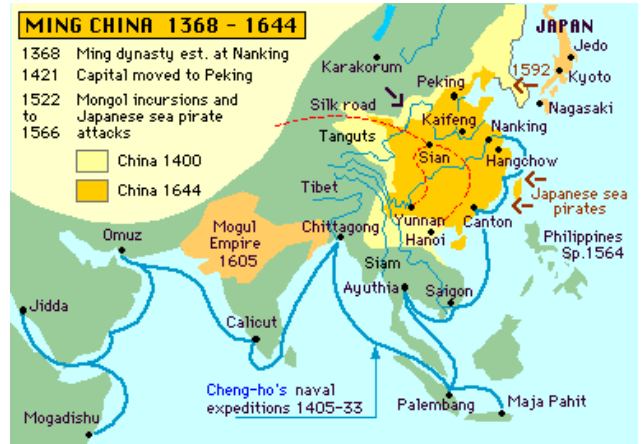 MING CHINA 1368 - 1644
1368 Ming dynasty est. at Nanking
1421 Capital moved to Peking
1522 Mongol incursions and
to Japanese sea pirate
1566 attacks
China 1400
China 1644
JAPAN
Jedo
Kyoto
1592
Nagasaki
Karakorum
Peking
Silk road
Kaifeng
Nanking
Tanguts
Sian
Hangchow
Tibet
Japanese sea
pirates
Yunnan
Canton
Mogul
Empire
1605
Chittagong
Hanoi
Philippines
Sp.1564
Omuz
Siam
Ayuthia
Saigon
Jidda
Calicut
Cheng-ho's naval
expeditions 1405-33
Palembang
Maja Pahit
Mogadishu